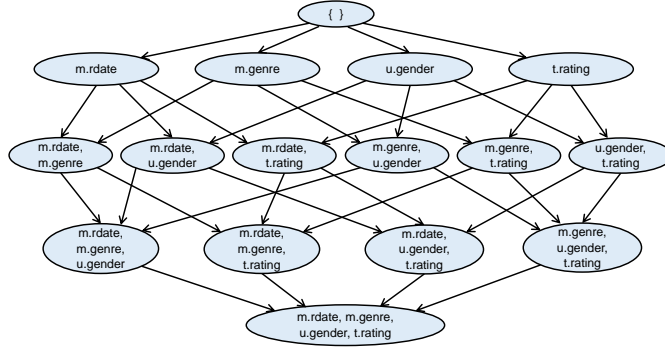 { }
m.rdate
m.genre
u.gender
t.rating
m.rdate,
m.genre
m.rdate,
u.gender
m.rdate,
t.rating
m.genre,
u.gender
m.genre,
t.rating
u.gender,
t.rating
m.rdate,
m.genre,
u.gender
m.rdate,
m.genre,
t.rating
m.rdate,
u.gender,
t.rating
m.genre,
u.gender,
t.rating
m.rdate, m.genre,
u.gender, t.rating